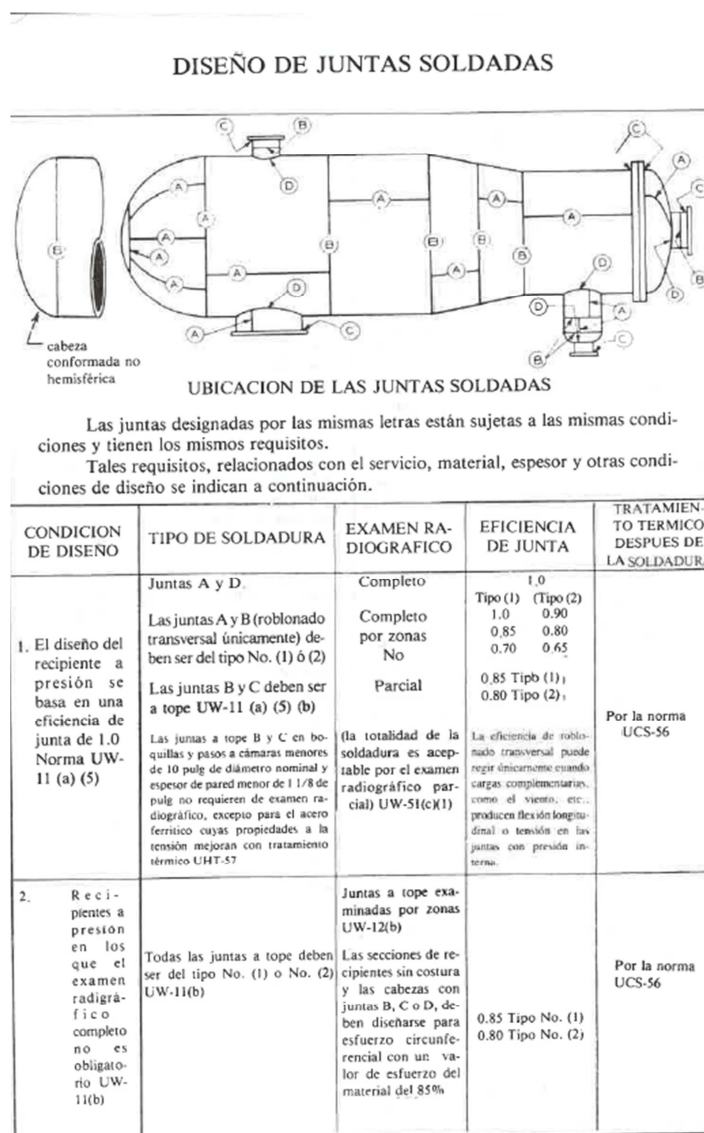 DISEÑO DE JUNTAS SOLDADAS
C
B
C
D
A
C
A
A
A
A
A
B
A
B
B
A
B
B
B
A
A
A
A
D
D
B
A
D
D
A
C
B
C
cabeza
conformada no
hemisférica
UBICACION DE LAS JUNTAS SOLDADAS
Las juntas designadas por las mismas letras están sujetas a las mismas condi-
ciones y tienen los mismos requisitos.
Tales requisitos, relacionados con el servicio, material, espesor y otras condi-
ciones de diseño se indican a continuación.
CONDICION
DE DISEÑO
TIPO DE SOLDADURA
EXAMEN RA-
DIOGRAFICO
EFICIENCIA
DE JUNTA
TRATAMIEN-
TO TERMICO
DESPUES DE
LA SOLDADURA
1. El diseño del
recipiente a
presión se
basa en una
eficiencia de
junta de 1.0
Norma UW-
11 (a) (5)
Juntas A y D.
Las juntas A y B (roblonado
transversal únicamente) de-
ben ser del tipo No. (1) ó (2)
Las juntas B y C deben ser
a tope UW-11 (a) (5) (b)
Las juntas a tope B y C en bo-
quillas y pasos a cámaras menores
de 10 pulg de diámetro nominal y
espesor de pared menor de 1 1/8 de
pulg no requieren de examen ra-
diográfico, excepto para el acero
ferrítico cuyas propiedades a la
tensión mejoran con tratamiento
térmico UHT-57
Completo
Completo
por zonas
No
Parcial
(la totalidad de la
soldadura es acep-
table por el examen
radiográfico par-
cial) UW-51(c)(1)
1.0
Tipo (1) (Tipo (2)
1.0 0.90
0.85 0.80
0.70 0.65
0.85 Tipb (1)
0.80 Tipo (2)
La eficiencia de roblo-
nado transversal puede
regir únicamente cuando
cargas complementarias,
como el viento, etc.,
producen flexión longitu-
dinal o tensión en las
juntas con presión in-
terna.
Por la norma
UCS-56
2. Reci-
pientes a
presión
en los
que el
examen
radigrá-
fico
completo
no es
obligato-
rio UW-
11(b)
Todas las juntas a tope deben
ser del tipo No. (1) o No. (2)
UW-11(b)
Juntas a tope exa-
minadas por zonas
UW-12(b)
Las secciones de re-
cipientes sin costura
y las cabezas con
juntas B, C o D, de-
ben diseñarse para
esfuerzo circunfe-
rencial con un va-
lor de esfuerzo del
material del 85%
0.85 Tipo No. (1)
0.80 Tipo No. (2)
Por la norma
UCS-56